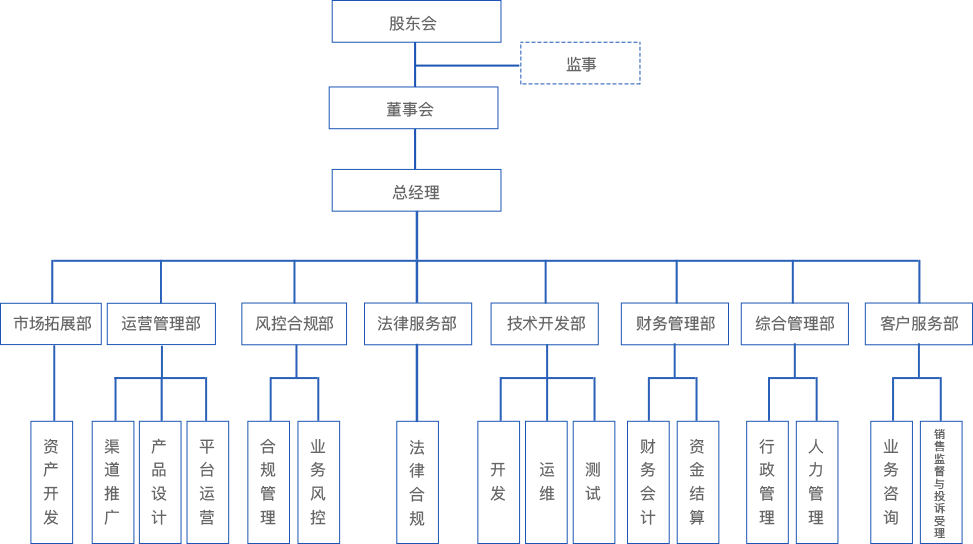 股东会
监事
董事会
总经理
市场拓展部
运营管理部
风控合规部
法律服务部
技术开发部
财务管理部
综合管理部
客户服务部
资产开发
渠道推广
产品设计
平台运营
合规管理
业务风控
法律合规
开发
运维
测试
财务会计
资金结算
行政管理
人力管理
业务咨询
销售监督与投诉受理